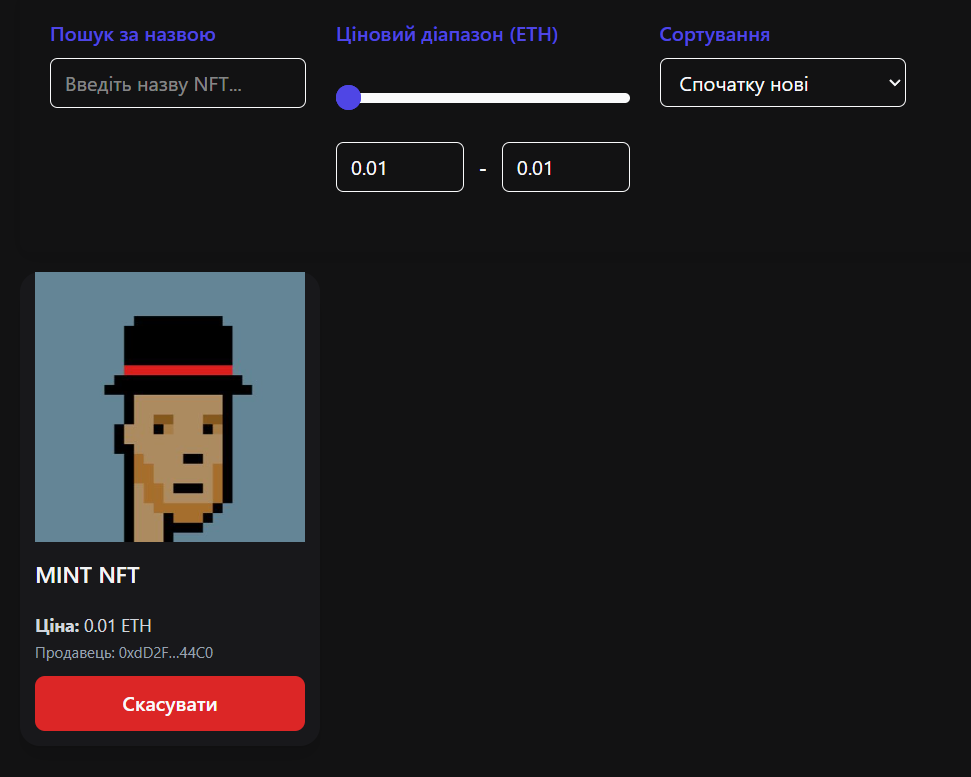 Пошук за назвою
Введіть назву NFT...
Ціновий діапазон (ETH)
0.01 - 0.01
Сортування
Спочатку нові
MINT NFT
Ціна: 0.01 ETH
Продавець: 0xdD2F...44C0
Скасувати